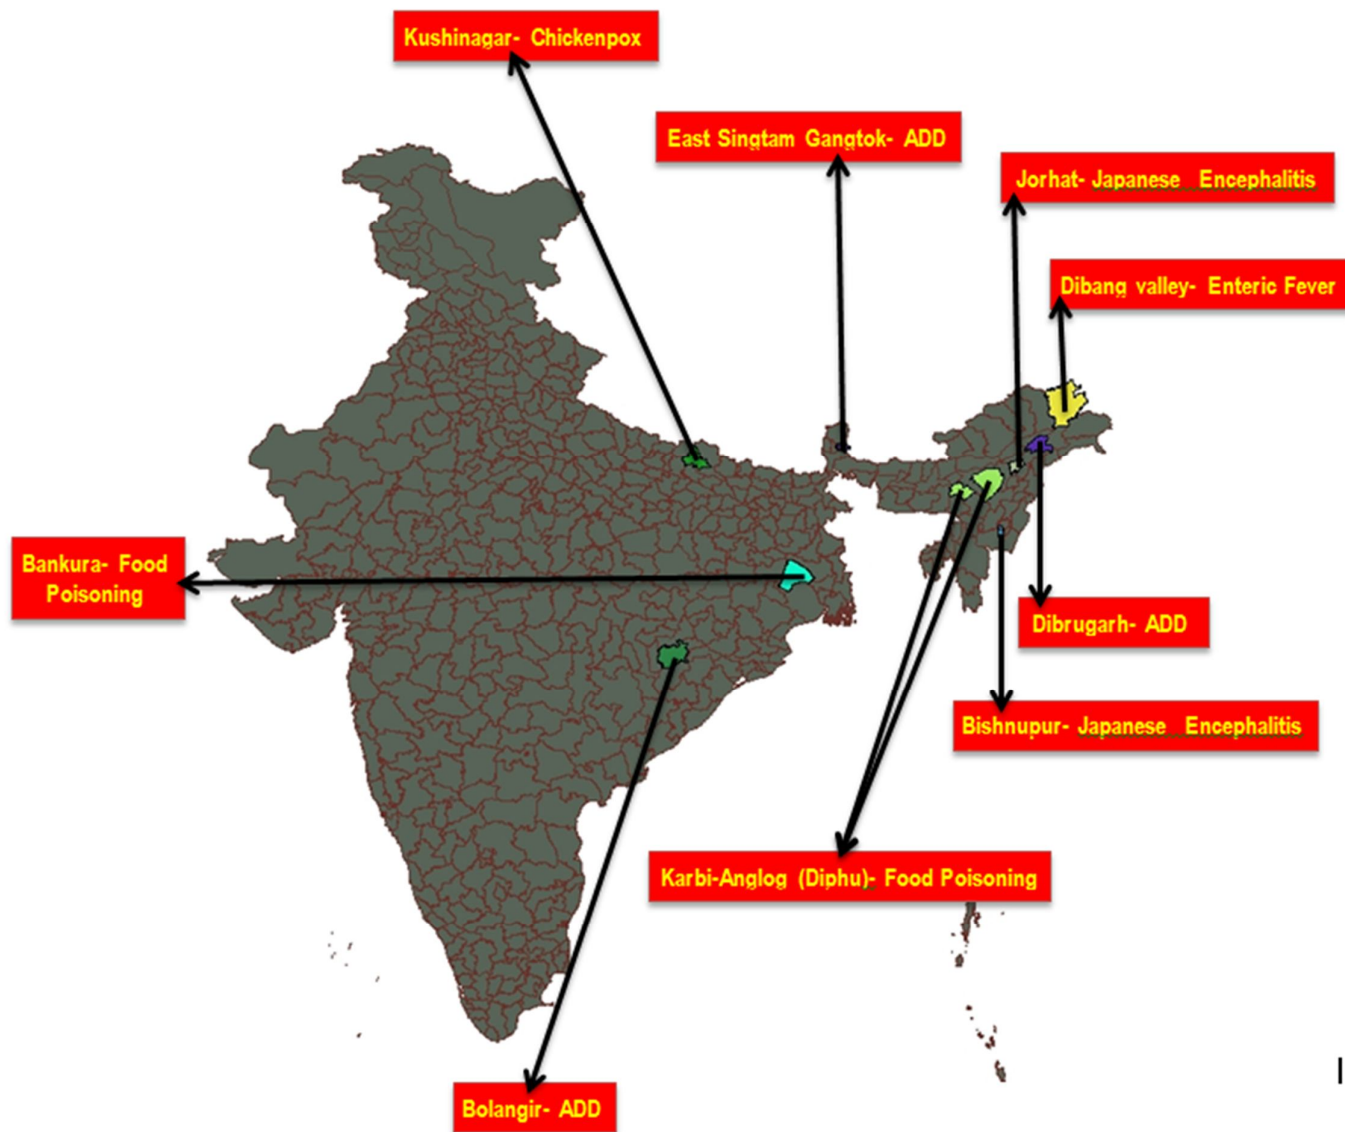 Kushinagar- Chickenpox
East Singtam Gangtok- ADD
Jorhat- Japanese Encephalitis
Dibang valley- Enteric Fever
Bankura- Food
Poisoning
Dibrugarh- ADD
Bishnupur- Japanese Encephalitis
Karbi-Anglog (Diphu)- Food Poisoning
Bolangir- ADD